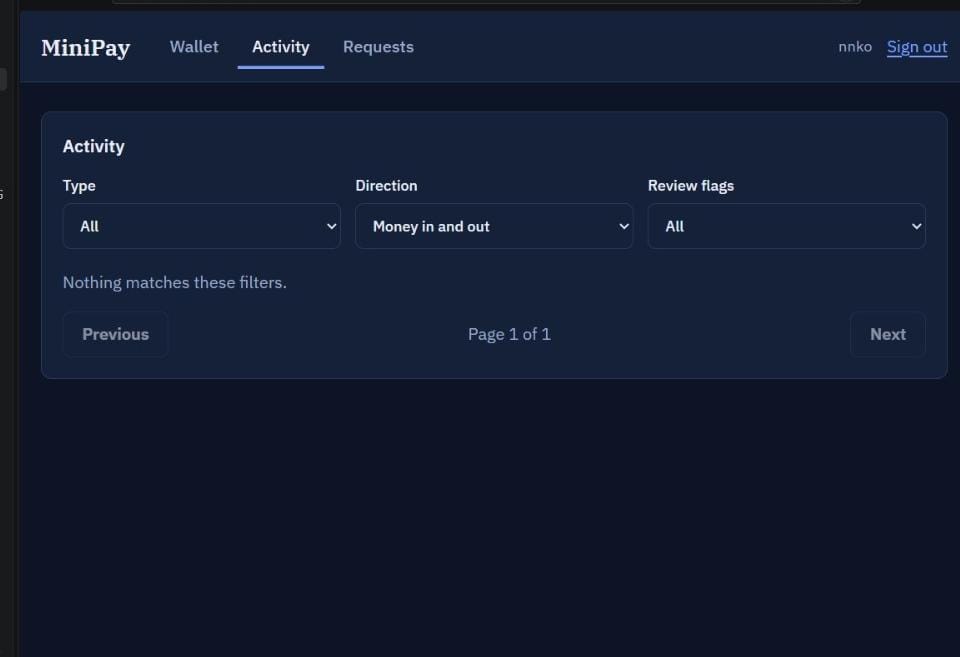 MiniPay Wallet Activity Requests nnko Sign out
Activity
Type Direction Review flags
All Money in and out All
Nothing matches these filters.
Previous Page 1 of 1 Next